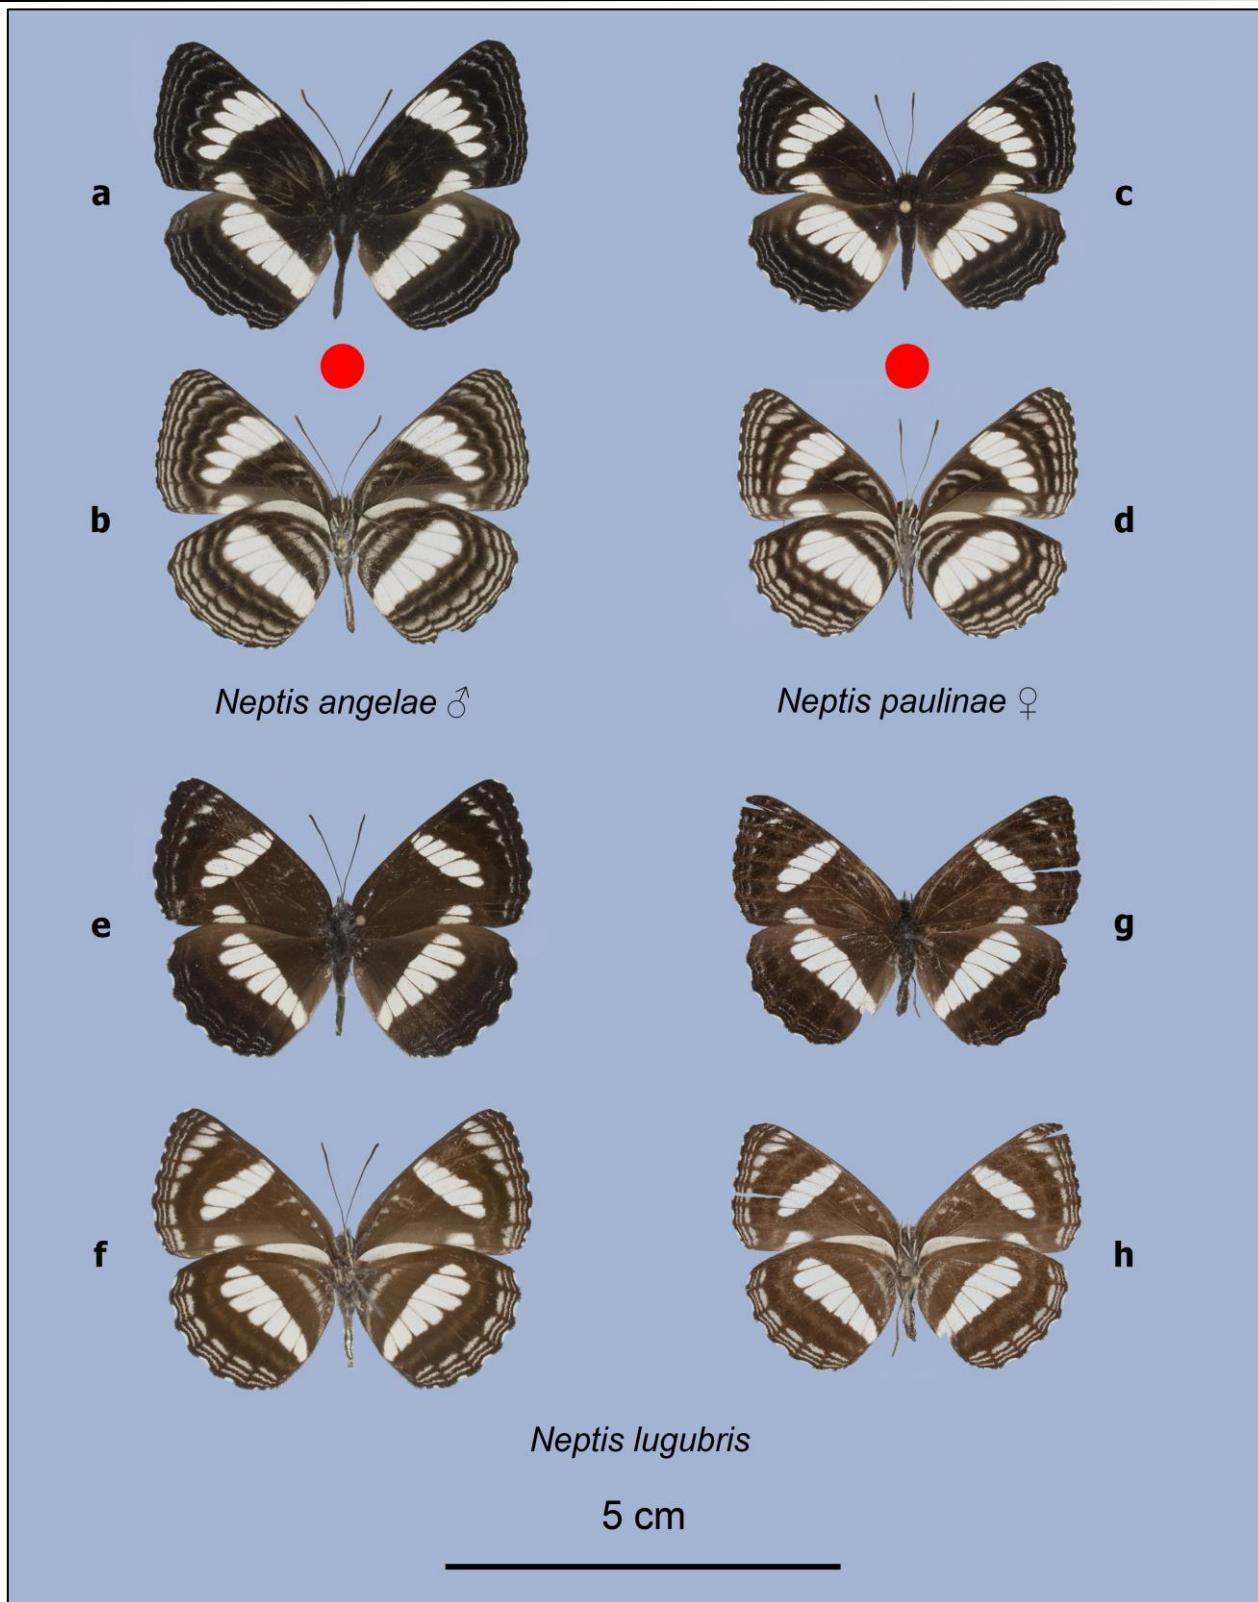 a
c
b
d
Neptis angelae ♂
Neptis paulinae ♀
e
g
f
h
Neptis lugubris
5 cm